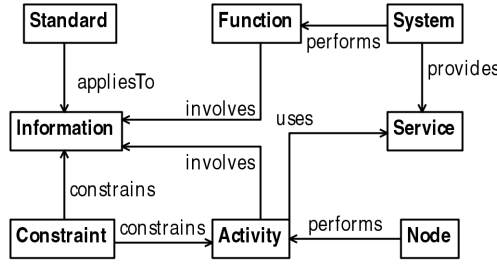 Standard
Function
System
performs
appliesTo
provides
involves
uses
Information
Service
involves
constrains
constrains
performs
Constraint
Activity
Node